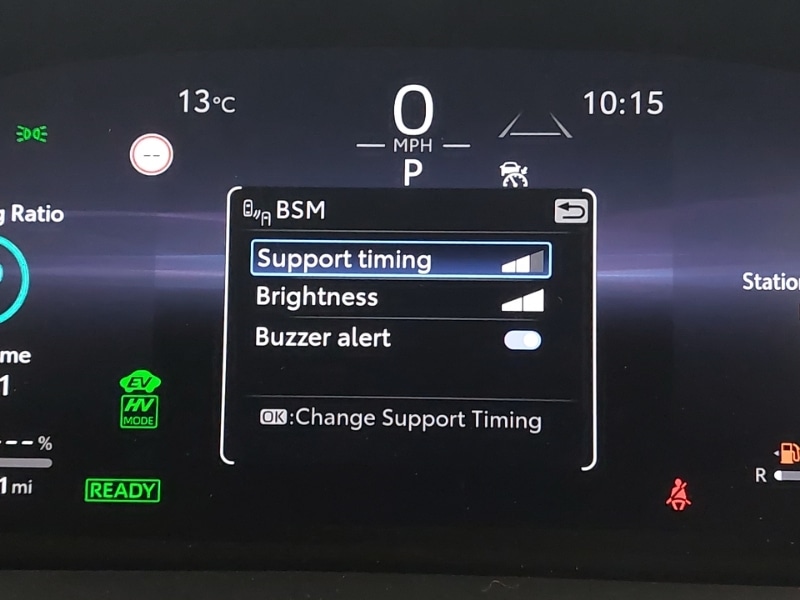 13°C
0
10:15
MPH
--
P
g Ratio
BSM
Support timing
Brightness
Buzzer alert
OK:Change Support Timing
Station
me
1
EV
HV
MODE
---%
1 mi
READY
R